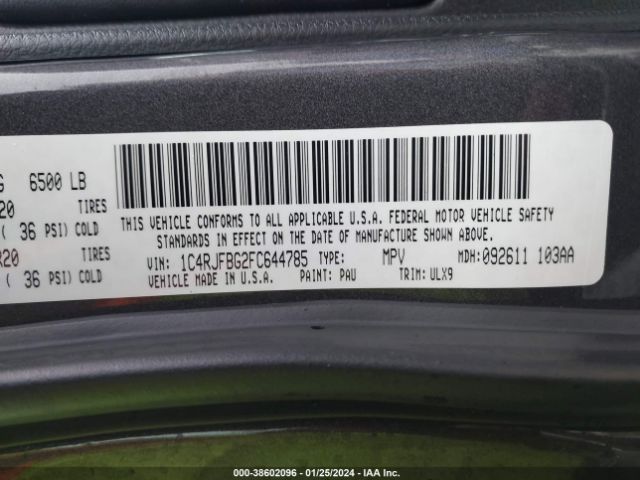 G 6500 LB
20 TIRES
( 36 PSI) COLD
R20 TIRES
( 36 PSI) COLD
THIS VEHICLE CONFORMS TO ALL APPLICABLE U.S.A. FEDERAL MOTOR VEHICLE SAFETY
STANDARDS IN EFFECT ON THE DATE OF MANUFACTURE SHOWN ABOVE.
VIN: 1C4RJFBG2FC644785 TYPE: MPV MDH: 092611 103AA
VEHICLE MADE IN U.S.A. PAINT: PAU TRIM: ULX9
000-38602096 - 01/25/2024 - IAA Inc.